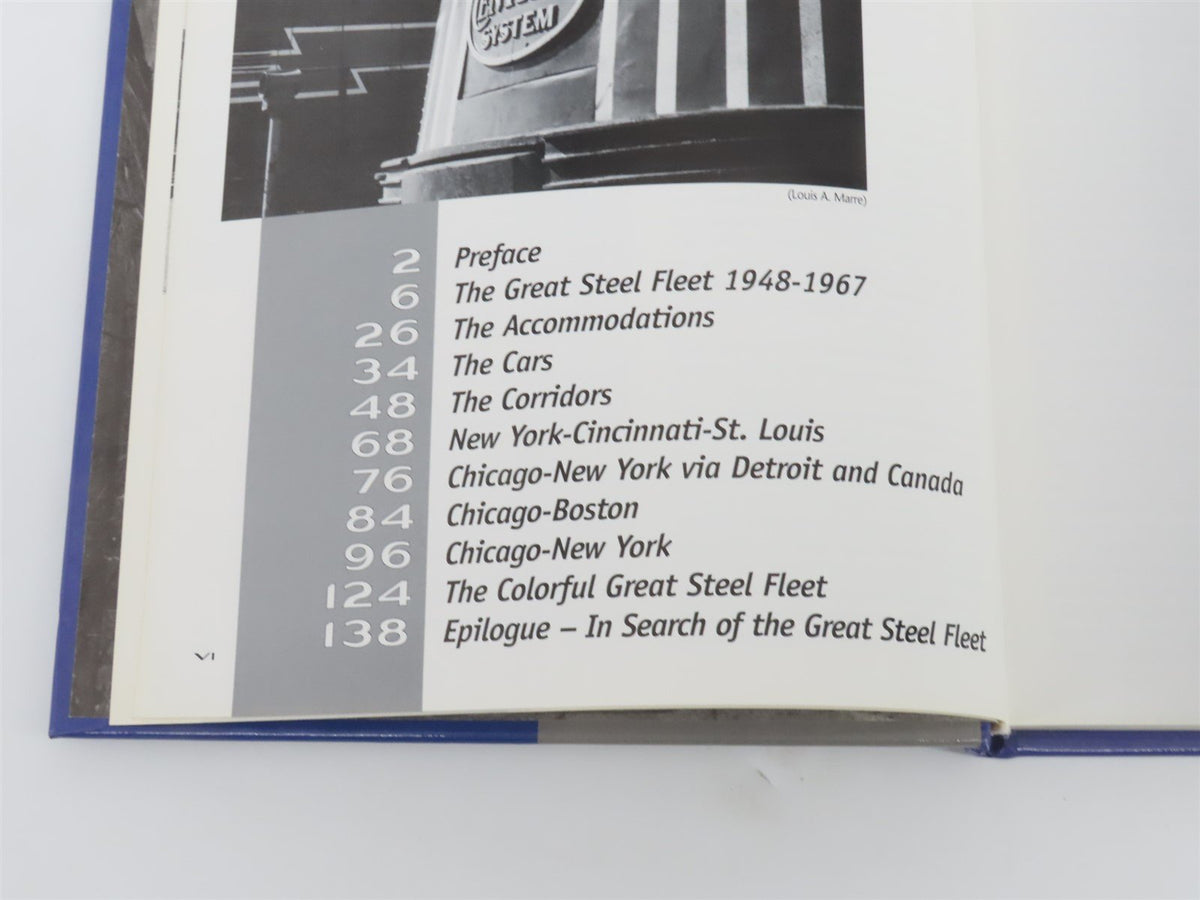 SYSTEM
(Louis A. Marre)
2 Preface
6 The Great Steel Fleet 1948-1967
26 The Accommodations
34 The Cars
48 The Corridors
68 New York-Cincinnati-St. Louis
76 Chicago-New York via Detroit and Canada
84 Chicago-Boston
96 Chicago-New York
124 The Colorful Great Steel Fleet
138 Epilogue – In Search of the Great Steel Fleet
VI